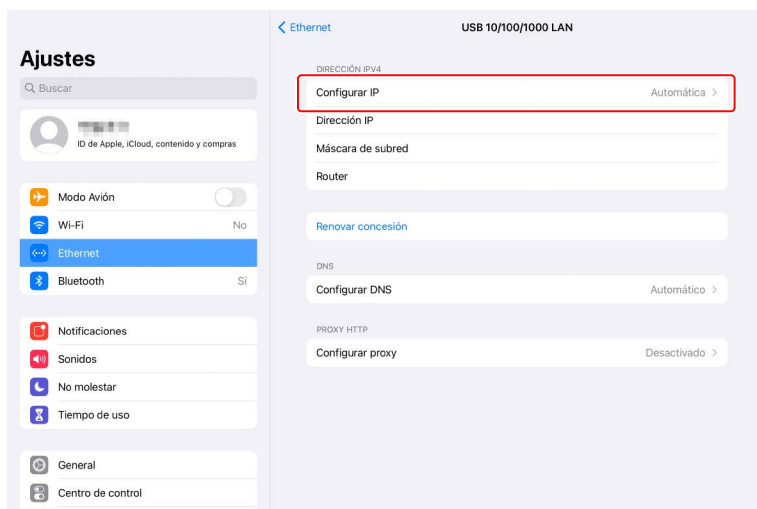 Ajustes
Buscar
ID de Apple, iCloud, contenido y compras
Modo Avión
Wi-Fi No
Ethernet
Bluetooth Sí
Notificaciones
Sonidos
No molestar
Tiempo de uso
General
Centro de control
Ethernet
USB 10/100/1000 LAN
DIRECCIÓN IPV4
Configurar IP Automática
Dirección IP
Máscara de subred
Router
Renovar concesión
DNS
Configurar DNS Automático
PROXY HTTP
Configurar proxy Desactivado